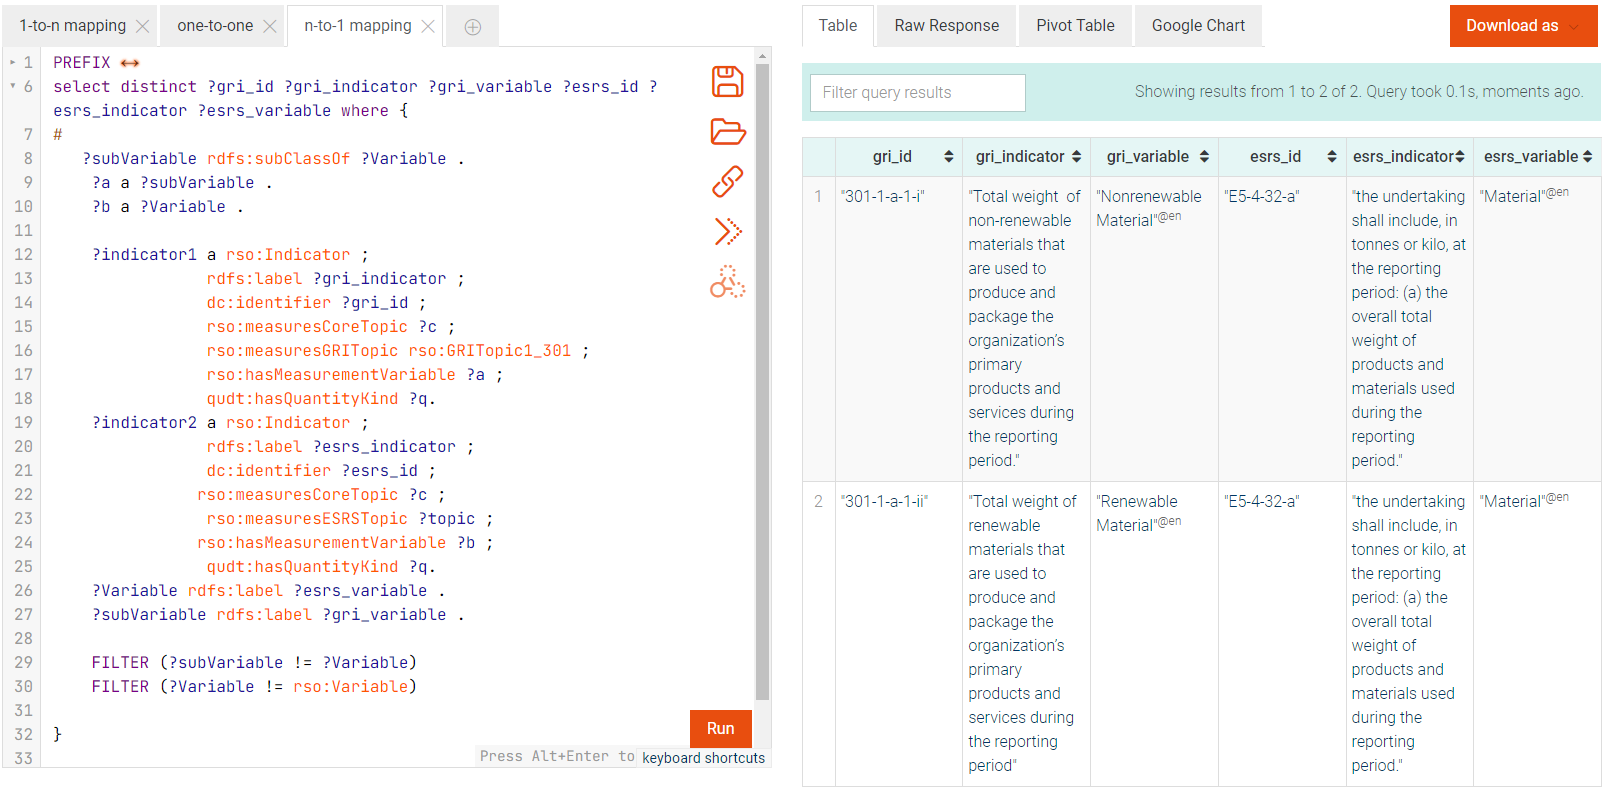 1-to-n mapping
one-to-one
n-to-1 mapping
1 PREFIX
6 select distinct ?gri_id ?gri_indicator ?gri_variable ?esrs_id ?
esrs_indicator ?esrs_variable where {
7 #
8 ?subVariable rdfs:subClassOf ?Variable .
9 ?a a ?subVariable .
10 ?b a ?Variable .
11
12 ?indicator1 a rso:Indicator ;
13 rdfs:label ?gri_indicator ;
14 dc:identifier ?gri_id ;
15 rso:measuresCoreTopic ?c ;
16 rso:measuresGRITopic rso:GRITopic1_301 ;
17 rso:hasMeasurementVariable ?a ;
18 qudt:hasQuantityKind ?q.
19 ?indicator2 a rso:Indicator ;
20 rdfs:label ?esrs_indicator ;
21 dc:identifier ?esrs_id ;
22 rso:measuresCoreTopic ?c ;
23 rso:measuresESRSTopic ?topic ;
24 rso:hasMeasurementVariable ?b ;
25 qudt:hasQuantityKind ?q.
26 ?Variable rdfs:label ?esrs_variable .
27 ?subVariable rdfs:label ?gri_variable .
28
29 FILTER (?subVariable != ?Variable)
30 FILTER (?Variable != rso:Variable)
31
32 }
33
Run
Press Alt+Enter to
keyboard shortcuts
Table
Raw Response
Pivot Table
Google Chart
Download as
Filter query results
Showing results from 1 to 2 of 2. Query took 0.1s, moments ago.
gri_id gri_indicator gri_variable esrs_id esrs_indicator esrs_variable
1 "301-1-a-1-i" "Total weight of "Nonrenewable "E5-4-32-a" "the undertaking "Material"@en
non-renewable Material"@en shall include, in
materials that tonnes or kilo, at
are used to the reporting
produce and period: (a) the
package the overall total
organization's weight of
primary products and
products and materials used
services during during the
the reporting reporting
period." period."
2 "301-1-a-1-ii" "Total weight of "Renewable "E5-4-32-a" "the undertaking "Material"@en
renewable Material"@en shall include, in
materials that tonnes or kilo, at
are used to the reporting
produce and period: (a) the
package the overall total
organization's weight of
primary products and
products and materials used
services during during the
the reporting reporting
period" period."